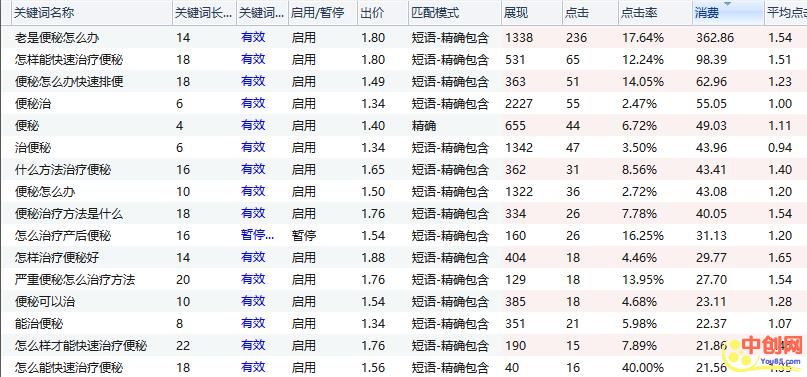 关键词名称 关键词长... 关键词... 启用/暂停 出价 匹配模式 展现 点击 点击率 消费 平均点击
老是便秘怎么办 14 有效 启用 1.80 短语-精确包含 1338 236 17.64% 362.86 1.54
怎样能快速治疗便秘 18 有效 启用 1.80 短语-精确包含 531 65 12.24% 98.39 1.51
便秘怎么办快速排便 18 有效 启用 1.49 短语-精确包含 363 51 14.05% 62.96 1.23
便秘治 6 有效 启用 1.34 短语-精确包含 2227 55 2.47% 55.05 1.00
便秘 4 有效 启用 1.40 精确 655 44 6.72% 49.03 1.11
治便秘 6 有效 启用 1.34 短语-精确包含 1342 47 3.50% 43.96 0.94
什么方法治疗便秘 16 有效 启用 1.65 短语-精确包含 362 31 8.56% 43.41 1.40
便秘怎么办 10 有效 启用 1.50 短语-精确包含 1322 36 2.72% 43.08 1.20
便秘治疗方法是什么 18 有效 启用 1.76 短语-精确包含 334 26 7.78% 40.05 1.54
怎么治疗产后便秘 16 暂停... 暂停 1.54 短语-精确包含 160 26 16.25% 31.13 1.20
怎样治疗便秘好 14 有效 启用 1.88 短语-精确包含 404 18 4.46% 29.77 1.65
严重便秘怎么治疗方法 20 有效 启用 1.76 短语-精确包含 129 18 13.95% 27.70 1.54
便秘可以治 10 有效 启用 1.54 短语-精确包含 385 18 4.68% 23.11 1.28
能治便秘 8 有效 启用 1.34 短语-精确包含 351 21 5.98% 22.37 1.07
怎么样才能快速治疗便秘 22 有效 启用 1.76 短语-精确包含 190 15 7.89% 21.86
怎么能快速治疗便秘 18 有效 启用 1.56 短语-精确包含 40 16 40.00% 21.56
中创网
You85.com